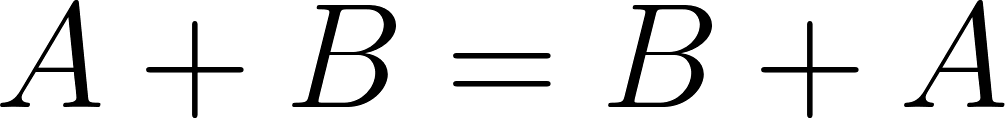 A + B = B + A